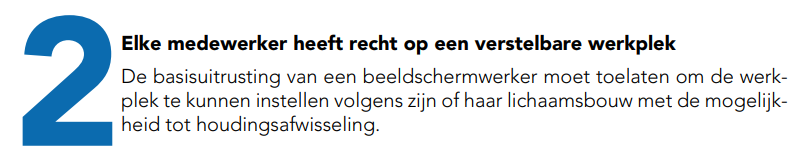 2
Elke medewerker heeft recht op een verstelbare werkplek
De basisuitrusting van een beeldschermwerker moet toelaten om de werk-
plek te kunnen instellen volgens zijn of haar lichaamsbouw met de mogelijk-
heid tot houdingsafwisseling.